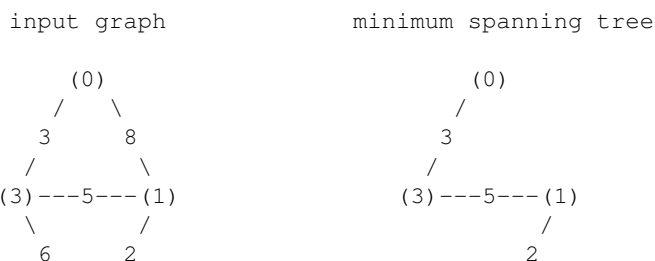 input graph minimum spanning tree
(0) (0)
/ \ /
3 8 3
/ \ /
(3)---5---(1) (3)---5---(1)
\ / /
6 2 2